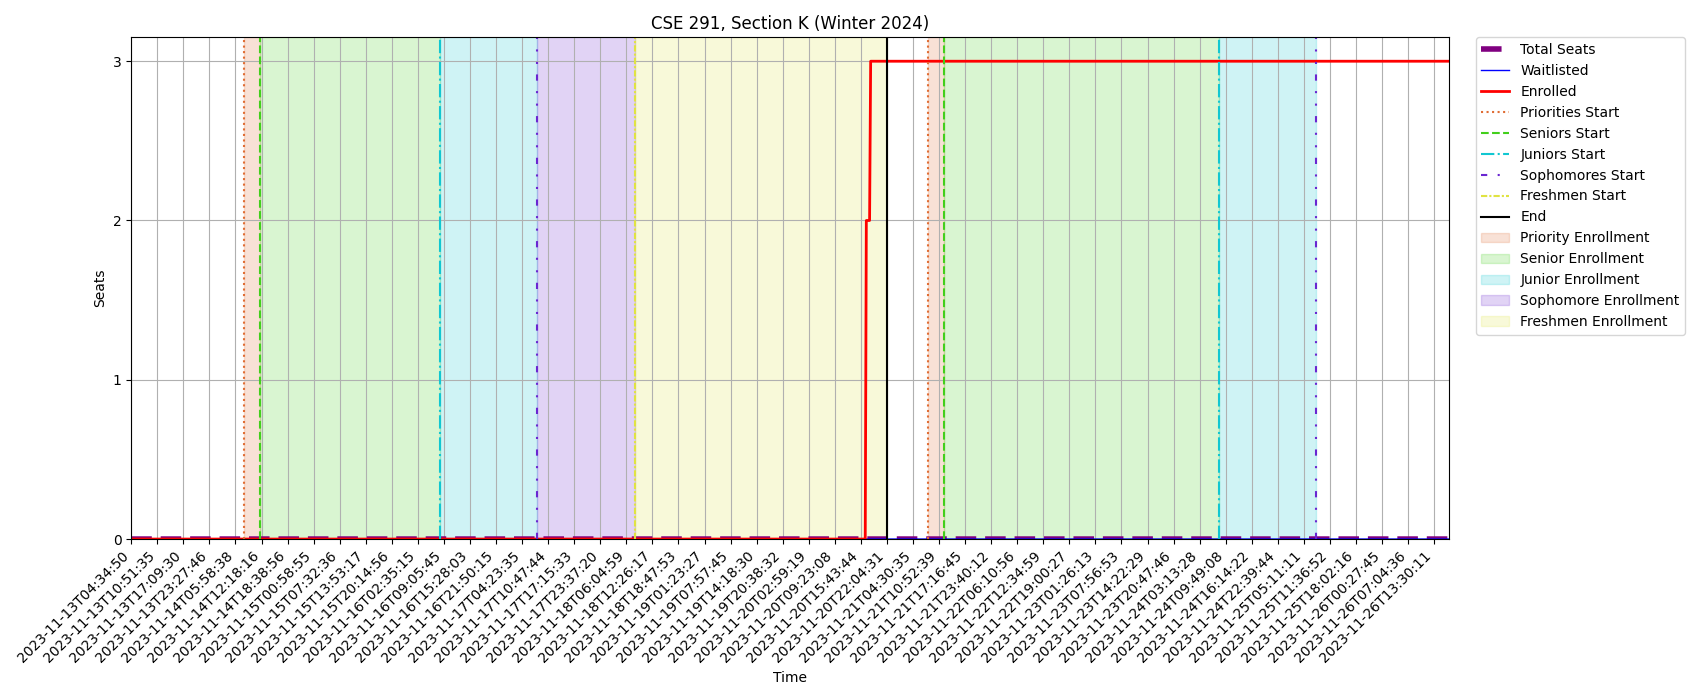 CSE 291, Section K (Winter 2024)
Seats
3
2
1
0
2023-11-13T04:34:50
2023-11-13T10:51:35
2023-11-13T17:09:30
2023-11-13T23:27:46
2023-11-14T05:58:38
2023-11-14T12:18:16
2023-11-14T18:38:56
2023-11-15T00:58:55
2023-11-15T07:32:36
2023-11-15T13:53:17
2023-11-15T20:14:56
2023-11-16T02:35:15
2023-11-16T09:05:45
2023-11-16T15:28:03
2023-11-16T21:50:15
2023-11-17T04:23:35
2023-11-17T10:47:44
2023-11-17T17:15:33
2023-11-17T23:37:20
2023-11-18T06:04:59
2023-11-18T12:26:17
2023-11-18T18:47:53
2023-11-19T01:23:27
2023-11-19T07:57:45
2023-11-19T14:18:30
2023-11-19T20:38:32
2023-11-20T02:59:19
2023-11-20T09:23:08
2023-11-20T15:43:44
2023-11-20T22:04:31
2023-11-21T04:30:35
2023-11-21T10:52:39
2023-11-21T17:16:45
2023-11-21T23:40:12
2023-11-22T06:10:56
2023-11-22T12:34:59
2023-11-22T19:00:27
2023-11-23T01:26:13
2023-11-23T07:56:53
2023-11-23T14:22:29
2023-11-23T20:47:46
2023-11-24T03:13:28
2023-11-24T09:49:08
2023-11-24T16:14:22
2023-11-24T22:39:44
2023-11-25T05:11:11
2023-11-25T11:36:52
2023-11-25T18:02:16
2023-11-26T00:27:45
2023-11-26T07:04:36
2023-11-26T13:30:11
Time
Total Seats
Waitlisted
Enrolled
Priorities Start
Seniors Start
Juniors Start
Sophomores Start
Freshmen Start
End
Priority Enrollment
Senior Enrollment
Junior Enrollment
Sophomore Enrollment
Freshmen Enrollment